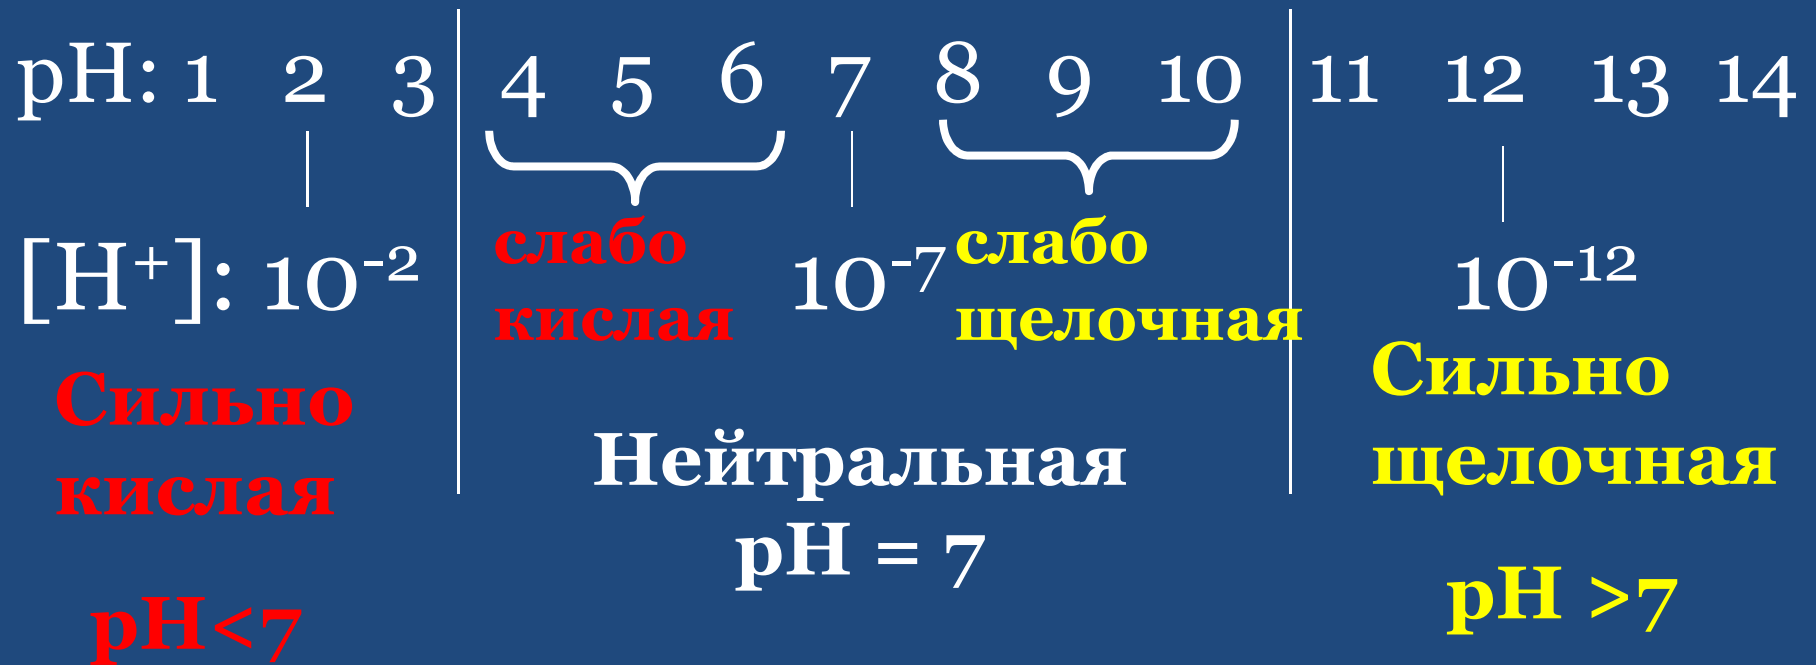 pH: 1 2 3 4 5 6 7 8 9 10 11 12 13 14
[H⁺]: 10⁻² 10⁻⁷ 10⁻¹²
слабо
кислая
слабо
щелочная
Сильно
кислая
pH<7
Нейтральная
pH = 7
Сильно
щелочная
pH >7